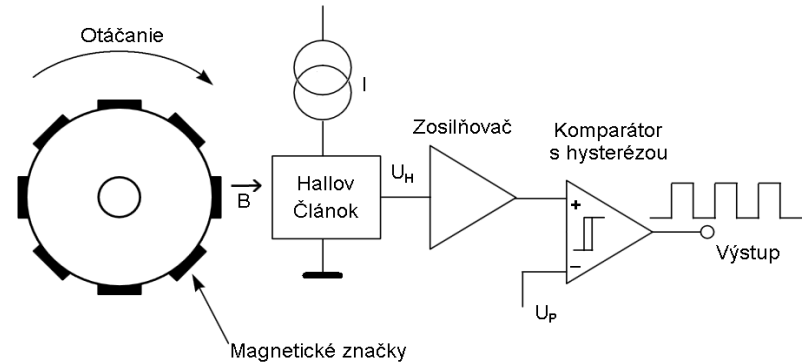 Otáčanie
I
Zosilňovač
Komparátor
s hysterézou
B
Hallov
Článok
U_H
+
−
Výstup
U_P
Magnetické značky